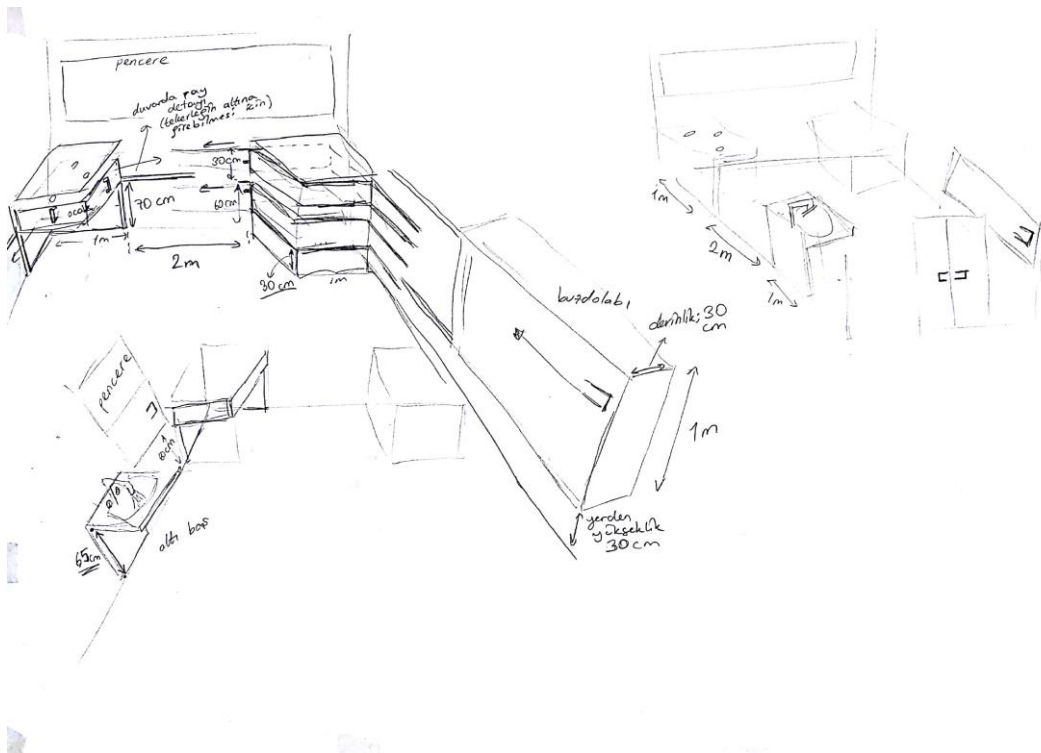 pencere
duvarda pay
detayı
(tekerleğin altına
girebilmesi için)
30cm
ocak
70 cm
60cm
1m
2m
30 cm
1m
buzdolabı
derinlik; 30
cm
1m
yerden
yükseklik
30 cm
pencere
altı boş
65cm
1m
2m
1m